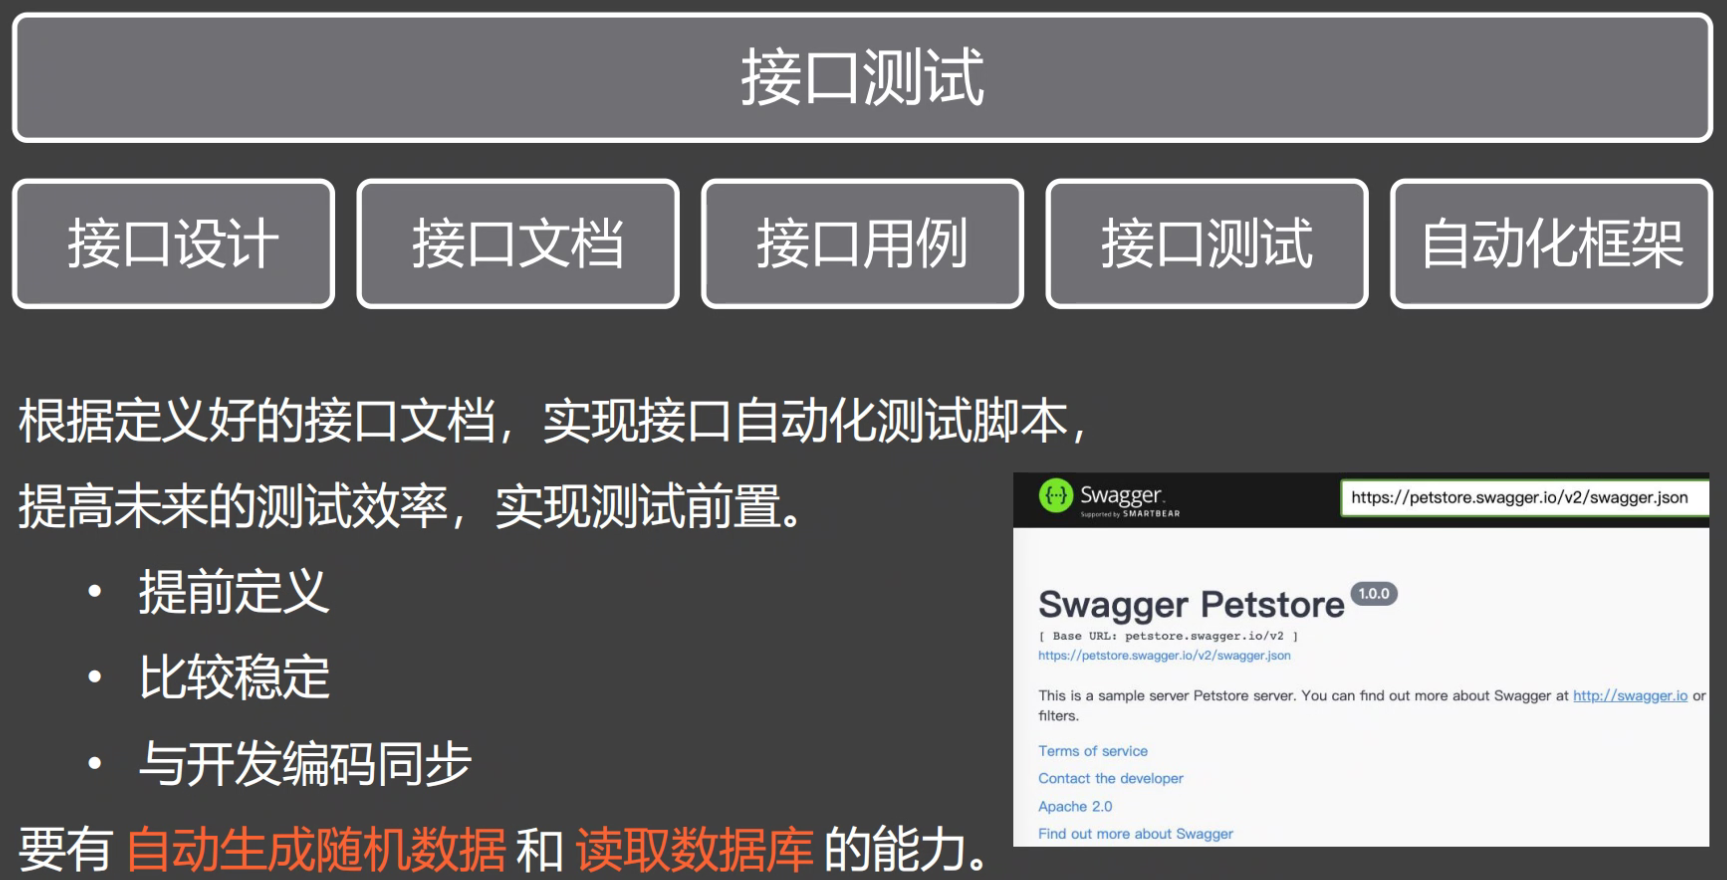 接口测试
接口设计
接口文档
接口用例
接口测试
自动化框架
根据定义好的接口文档，实现接口自动化测试脚本，
提高未来的测试效率，实现测试前置。
• 提前定义
• 比较稳定
• 与开发编码同步
要有 自动生成随机数据 和 读取数据库 的能力。
{···} Swagger.
Supported by SMARTBEAR
https://petstore.swagger.io/v2/swagger.json
Swagger Petstore 1.0.0
[ Base URL: petstore.swagger.io/v2 ]
https://petstore.swagger.io/v2/swagger.json
This is a sample server Petstore server. You can find out more about Swagger at http://swagger.io or
filters.
Terms of service
Contact the developer
Apache 2.0
Find out more about Swagger